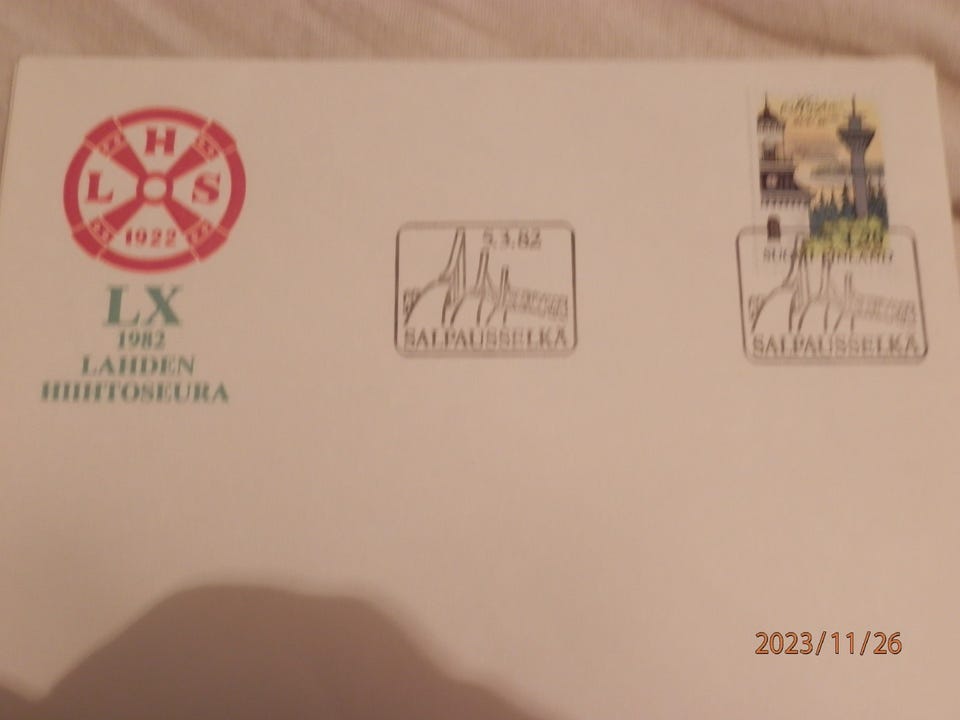 L H S
1922
LX
1982
LAHDEN
HIIHTOSEURA
5.3.82
SALPAUSSELKÄ
SUOMI FINLAND
SALPAUSSELKÄ
2023/11/26